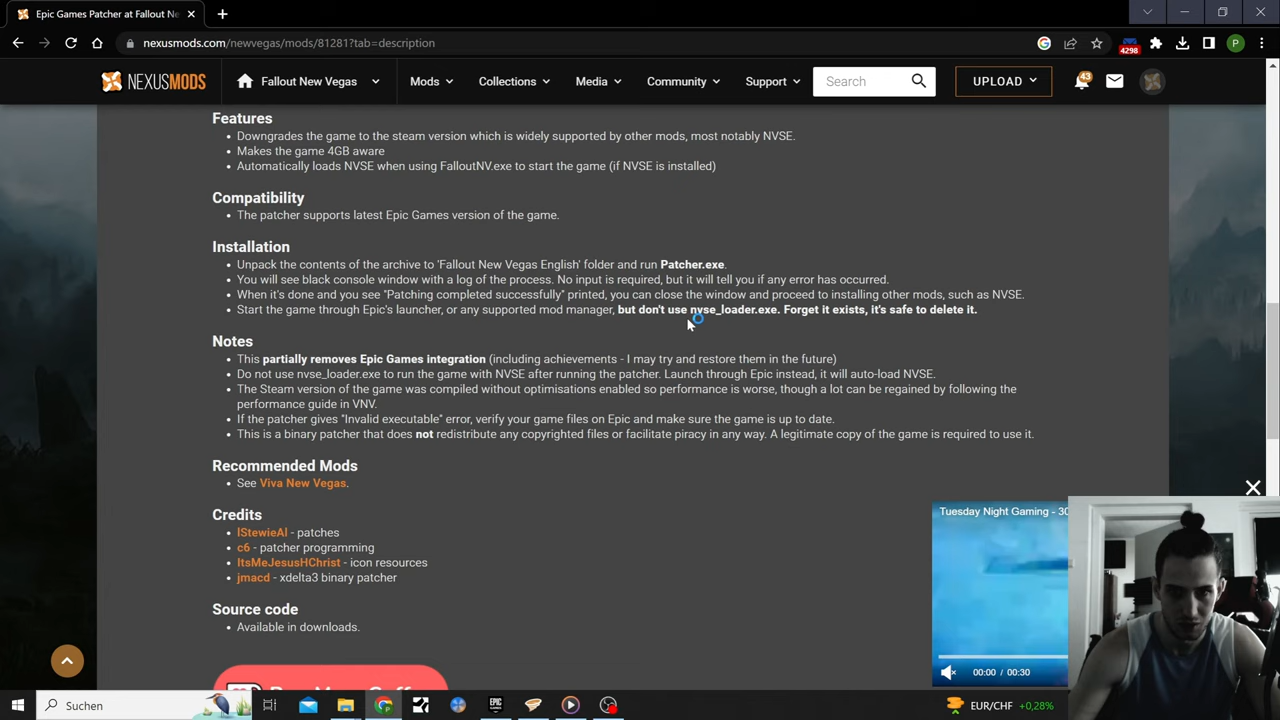 Epic Games Patcher at Fallout Ne
nexusmods.com/newvegas/mods/81281?tab=description
4298
P
NEXUSMODS
Fallout New Vegas
Mods
Collections
Media
Community
Support
Search
UPLOAD
43
Features
Downgrades the game to the steam version which is widely supported by other mods, most notably NVSE.
Makes the game 4GB aware
Automatically loads NVSE when using FalloutNV.exe to start the game (if NVSE is installed)
Compatibility
The patcher supports latest Epic Games version of the game.
Installation
Unpack the contents of the archive to 'Fallout New Vegas English' folder and run Patcher.exe.
You will see black console window with a log of the process. No input is required, but it will tell you if any error has occurred.
When it's done and you see "Patching completed successfully" printed, you can close the window and proceed to installing other mods, such as NVSE.
Start the game through Epic's launcher, or any supported mod manager, but don't use nvse_loader.exe. Forget it exists, it's safe to delete it.
Notes
This partially removes Epic Games integration (including achievements - I may try and restore them in the future)
Do not use nvse_loader.exe to run the game with NVSE after running the patcher. Launch through Epic instead, it will auto-load NVSE.
The Steam version of the game was compiled without optimisations enabled so performance is worse, though a lot can be regained by following the
performance guide in VNV.
If the patcher gives "Invalid executable" error, verify your game files on Epic and make sure the game is up to date.
This is a binary patcher that does not redistribute any copyrighted files or facilitate piracy in any way. A legitimate copy of the game is required to use it.
Recommended Mods
See Viva New Vegas.
Credits
lStewieAl - patches
c6 - patcher programming
ItsMeJesusHChrist - icon resources
jmacd - xdelta3 binary patcher
Source code
Available in downloads.
Tuesday Night Gaming - 30
00:00 / 00:30
Suchen
EPIC
EUR/CHF +0,28%